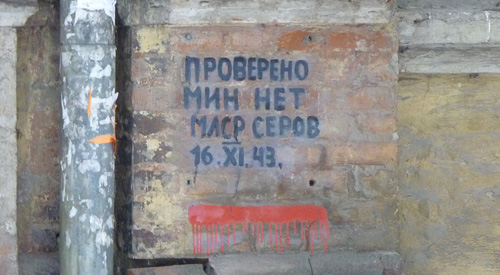 ПРОВЕРЕНО
МИН НЕТ
МЛСР СЕРОВ
16.XI.43.